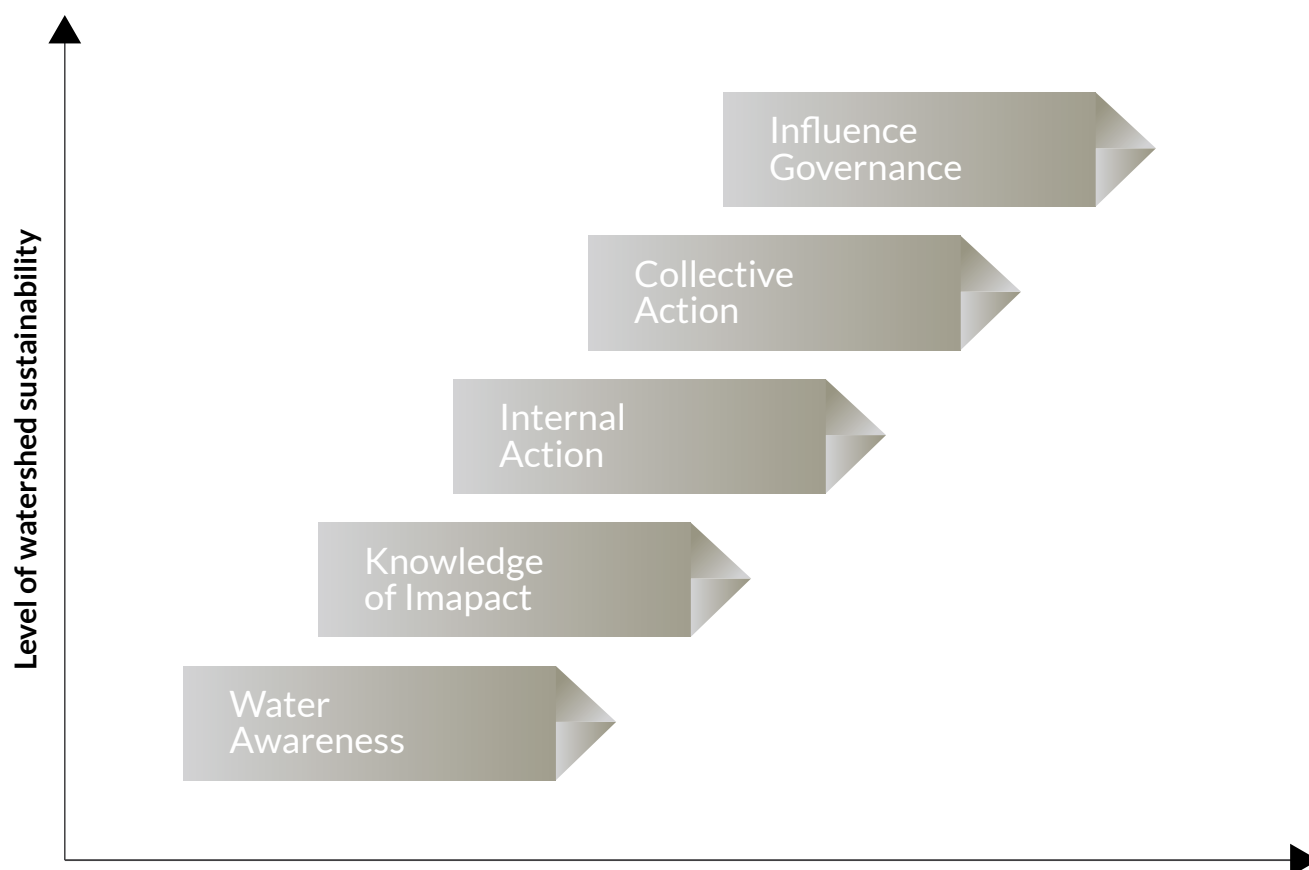 Influence
Governance
Collective
Action
Internal
Action
Knowledge
of Imapact
Water
Awareness
Level of watershed sustainability